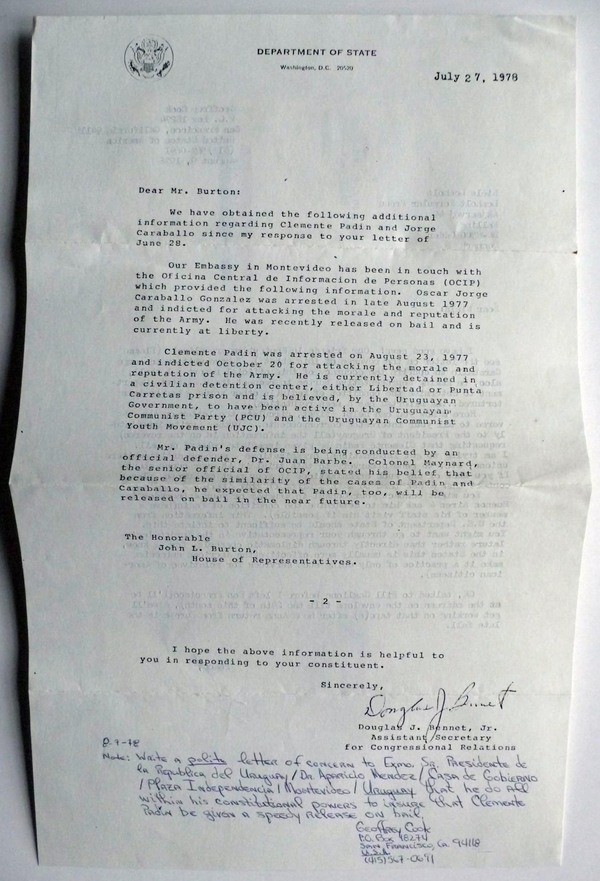 DEPARTMENT OF STATE
Washington, D.C. 20520
July 27, 1978
Dear Mr. Burton:
We have obtained the following additional
information regarding Clemente Padin and Jorge
Caraballo since my response to your letter of
June 28.
Our Embassy in Montevideo has been in touch with
the Oficina Central de Informacion de Personas (OCIP)
which provided the following information. Oscar Jorge
Caraballo Gonzalez was arrested in late August 1977
and indicted for attacking the morale and reputation
of the Army. He was recently released on bail and is
currently at liberty.
Clemente Padin was arrested on August 23, 1977
and indicted October 20 for attacking the morale and
reputation of the Army. He is currently detained in
a civilian detention center, either Libertad or Punta
Carretas prison and is believed, by the Uruguayan
Government, to have been active in the Uruguayan
Communist Party (PCU) and the Uruguayan Communist
Youth Movement (UJC).
Mr. Padin's defense is being conducted by an
official defender, Dr. Juan Barbe. Colonel Maynard,
the senior official of OCIP, stated his belief that
because of the similarity of the cases of Padin and
Caraballo, he expected that Padin, too, will be
released on bail in the near future.
The Honorable
John L. Burton,
House of Representatives.
- 2 -
I hope the above information is helpful to
you in responding to your constituent.
Sincerely,
Douglas J. Bennet
Douglas J. Bennet, Jr.
Assistant Secretary
for Congressional Relations
8-7-78
Note: Write a polite letter of concern to Exmo. Sr. Presidente de
la Republica del Uruguay/Dr. Aparicio Mendez/Casa de Gobierno
/Plaza Independencia/Montevideo/Uruguay that he do all
within his constitutional powers to insure that Clemente
Padin be given a speedy release on bail.
Geoffrey Cook
P.O. Box 18274
San Francisco, Ca. 94118
U.S.A.
(415) 567-0671